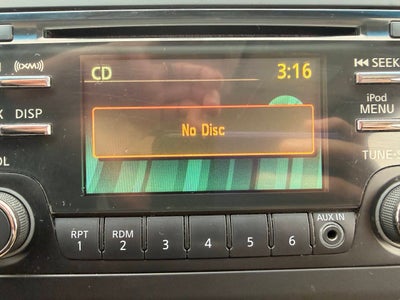 ((XM))
SEEK
CD 3:16
iPod
MENU
DISP
No Disc
TUNE
AUX IN
RPT
1
RDM
2
3
4
5
6